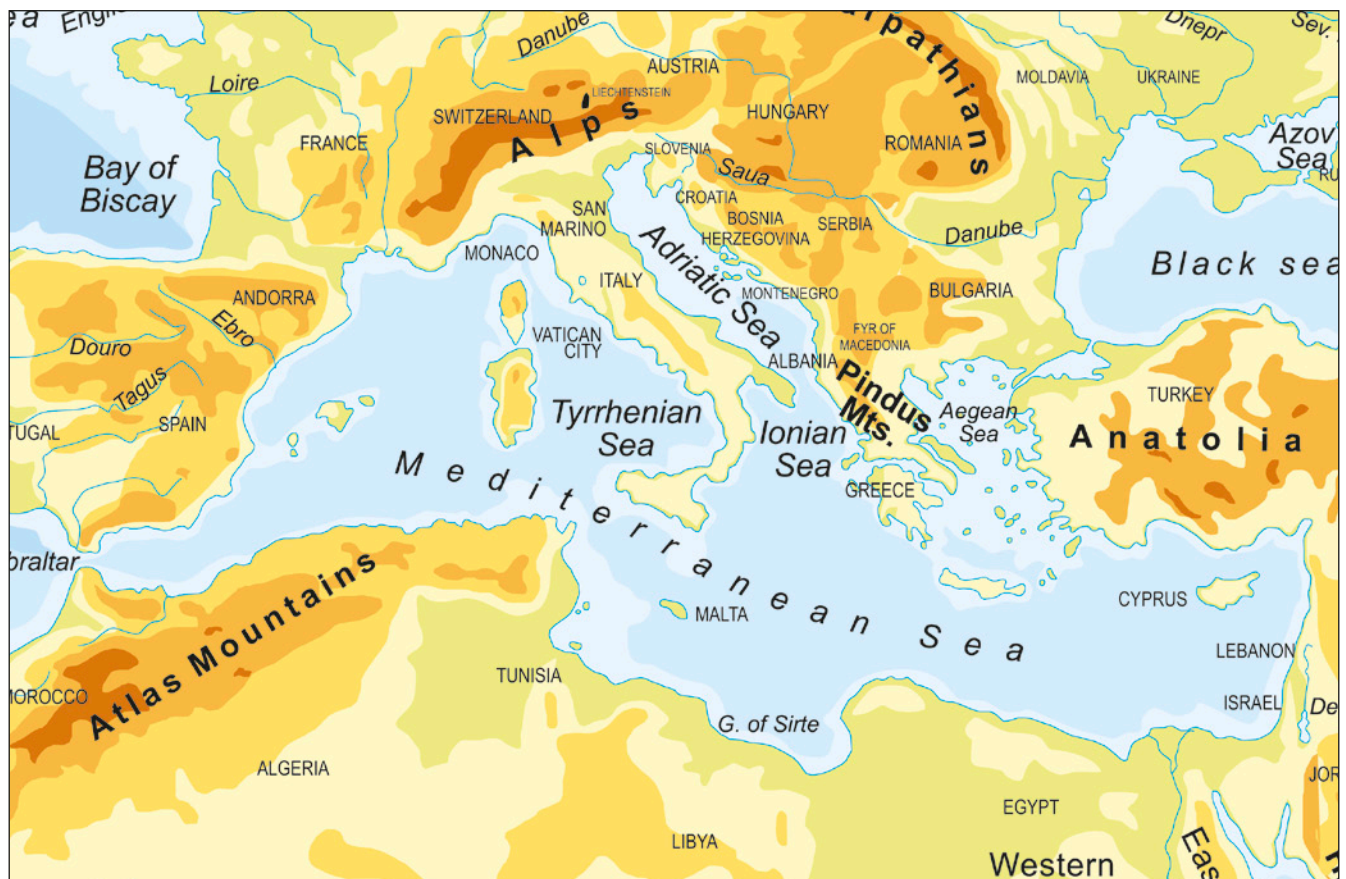 Loire
Danube
AUSTRIA
LIECHTENSTEIN
SWITZERLAND
Alps
FRANCE
HUNGARY
Carpathians
ROMANIA
MOLDAVIA
UKRAINE
Dnepr
Azov
Sea
Bay of
Biscay
SLOVENIA
Saua
CROATIA
BOSNIA
HERZEGOVINA
SERBIA
SAN
MARINO
MONACO
Adriatic Sea
Danube
Black sea
ANDORRA
Ebro
ITALY
MONTENEGRO
BULGARIA
Douro
VATICAN
CITY
FYR OF
MACEDONIA
ALBANIA
Pindus
Mts.
Tagus
SPAIN
TUGAL
Tyrrhenian
Sea
Ionian
Sea
Aegean
Sea
TURKEY
Anatolia
Mediterranean Sea
GREECE
braltar
Atlas Mountains
MALTA
CYPRUS
LEBANON
ISRAEL
TUNISIA
MOROCCO
G. of Sirte
ALGERIA
EGYPT
LIBYA
Western